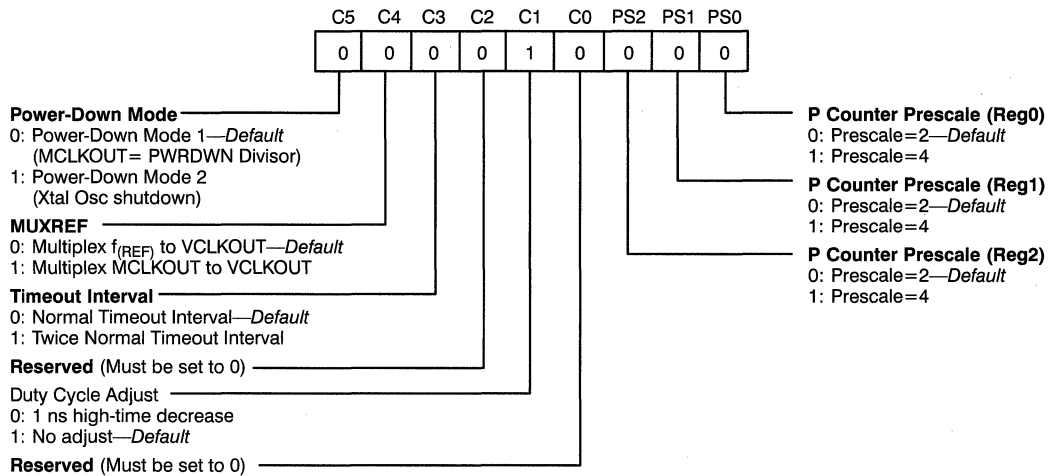 C5 C4 C3 C2 C1 C0 PS2 PS1 PS0
0 0 0 0 1 0 0 0 0
Power-Down Mode
0: Power-Down Mode 1—Default
(MCLKOUT= PWRDWN Divisor)
1: Power-Down Mode 2
(Xtal Osc shutdown)
MUXREF
0: Multiplex f(REF) to VCLKOUT—Default
1: Multiplex MCLKOUT to VCLKOUT
Timeout Interval
0: Normal Timeout Interval—Default
1: Twice Normal Timeout Interval
Reserved (Must be set to 0)
Duty Cycle Adjust
0: 1 ns high-time decrease
1: No adjust—Default
Reserved (Must be set to 0)
P Counter Prescale (Reg0)
0: Prescale=2—Default
1: Prescale=4
P Counter Prescale (Reg1)
0: Prescale=2—Default
1: Prescale=4
P Counter Prescale (Reg2)
0: Prescale=2—Default
1: Prescale=4